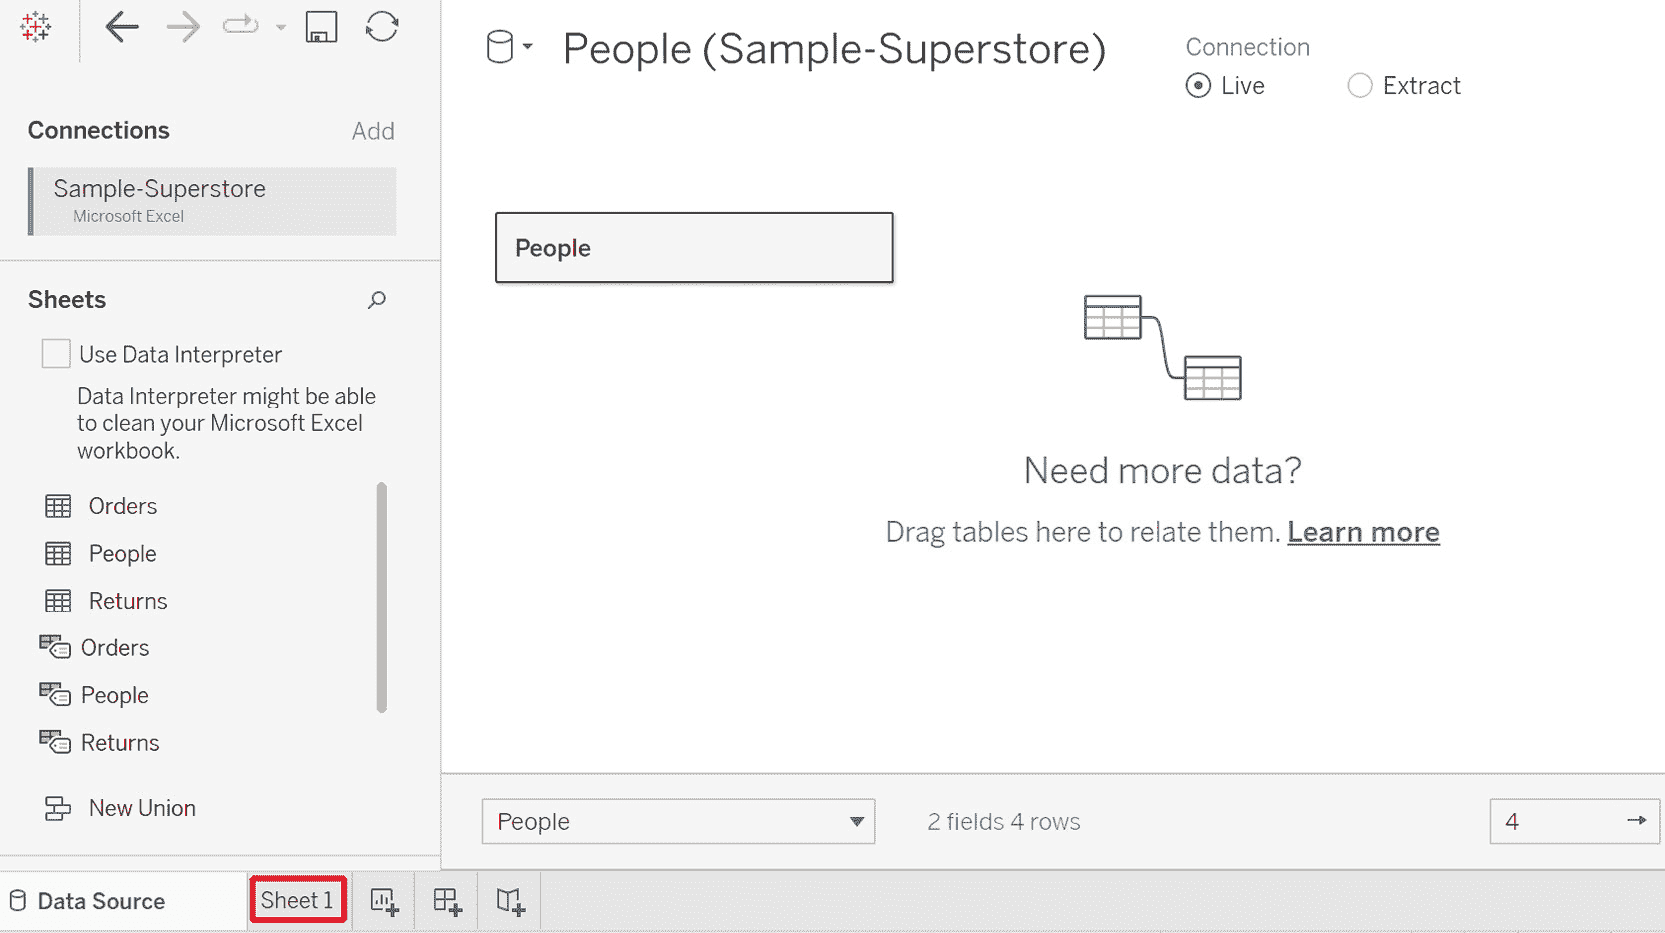 People (Sample-Superstore)
Connection
Live
Extract
Connections
Add
Sample-Superstore
Microsoft Excel
Sheets
Use Data Interpreter
Data Interpreter might be able
to clean your Microsoft Excel
workbook.
Orders
People
Returns
Orders
People
Returns
New Union
People
Need more data?
Drag tables here to relate them. Learn more
People
2 fields 4 rows
4
Data Source
Sheet 1